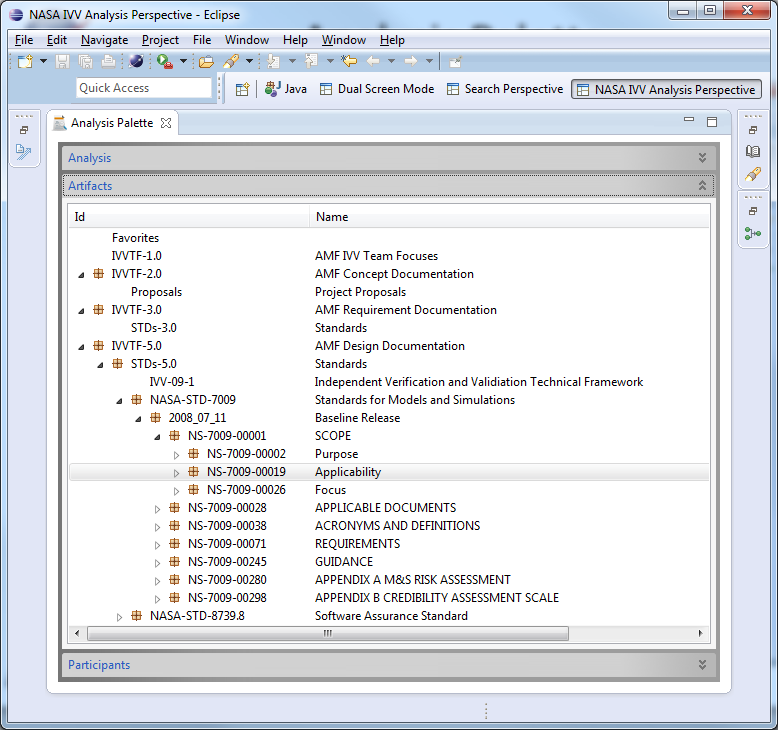 NASA IVV Analysis Perspective - Eclipse
File Edit Navigate Project File Window Help Window Help
Quick Access Java Dual Screen Mode Search Perspective NASA IVV Analysis Perspective
Analysis Palette
Analysis
Artifacts
Id Name
Favorites
IVVTF-1.0 AMF IVV Team Focuses
IVVTF-2.0 AMF Concept Documentation
Proposals Project Proposals
IVVTF-3.0 AMF Requirement Documentation
STDs-3.0 Standards
IVVTF-5.0 AMF Design Documentation
STDs-5.0 Standards
IVV-09-1 Independent Verification and Validiation Technical Framework
NASA-STD-7009 Standards for Models and Simulations
2008_07_11 Baseline Release
NS-7009-00001 SCOPE
NS-7009-00002 Purpose
NS-7009-00019 Applicability
NS-7009-00026 Focus
NS-7009-00028 APPLICABLE DOCUMENTS
NS-7009-00038 ACRONYMS AND DEFINITIONS
NS-7009-00071 REQUIREMENTS
NS-7009-00245 GUIDANCE
NS-7009-00280 APPENDIX A M&S RISK ASSESSMENT
NS-7009-00298 APPENDIX B CREDIBILITY ASSESSMENT SCALE
NASA-STD-8739.8 Software Assurance Standard
Participants